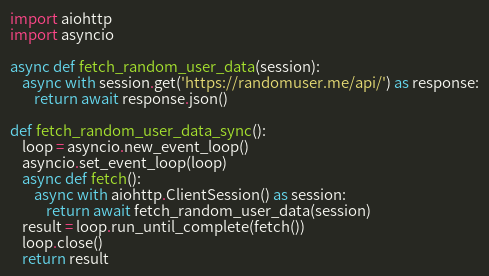 import aiohttp
import asyncio

async def fetch_random_user_data(session):
    async with session.get('https://randomuser.me/api/') as response:
        return await response.json()

def fetch_random_user_data_sync():
    loop = asyncio.new_event_loop()
    asyncio.set_event_loop(loop)
    async def fetch():
        async with aiohttp.ClientSession() as session:
            return await fetch_random_user_data(session)
    result = loop.run_until_complete(fetch())
    loop.close()
    return result